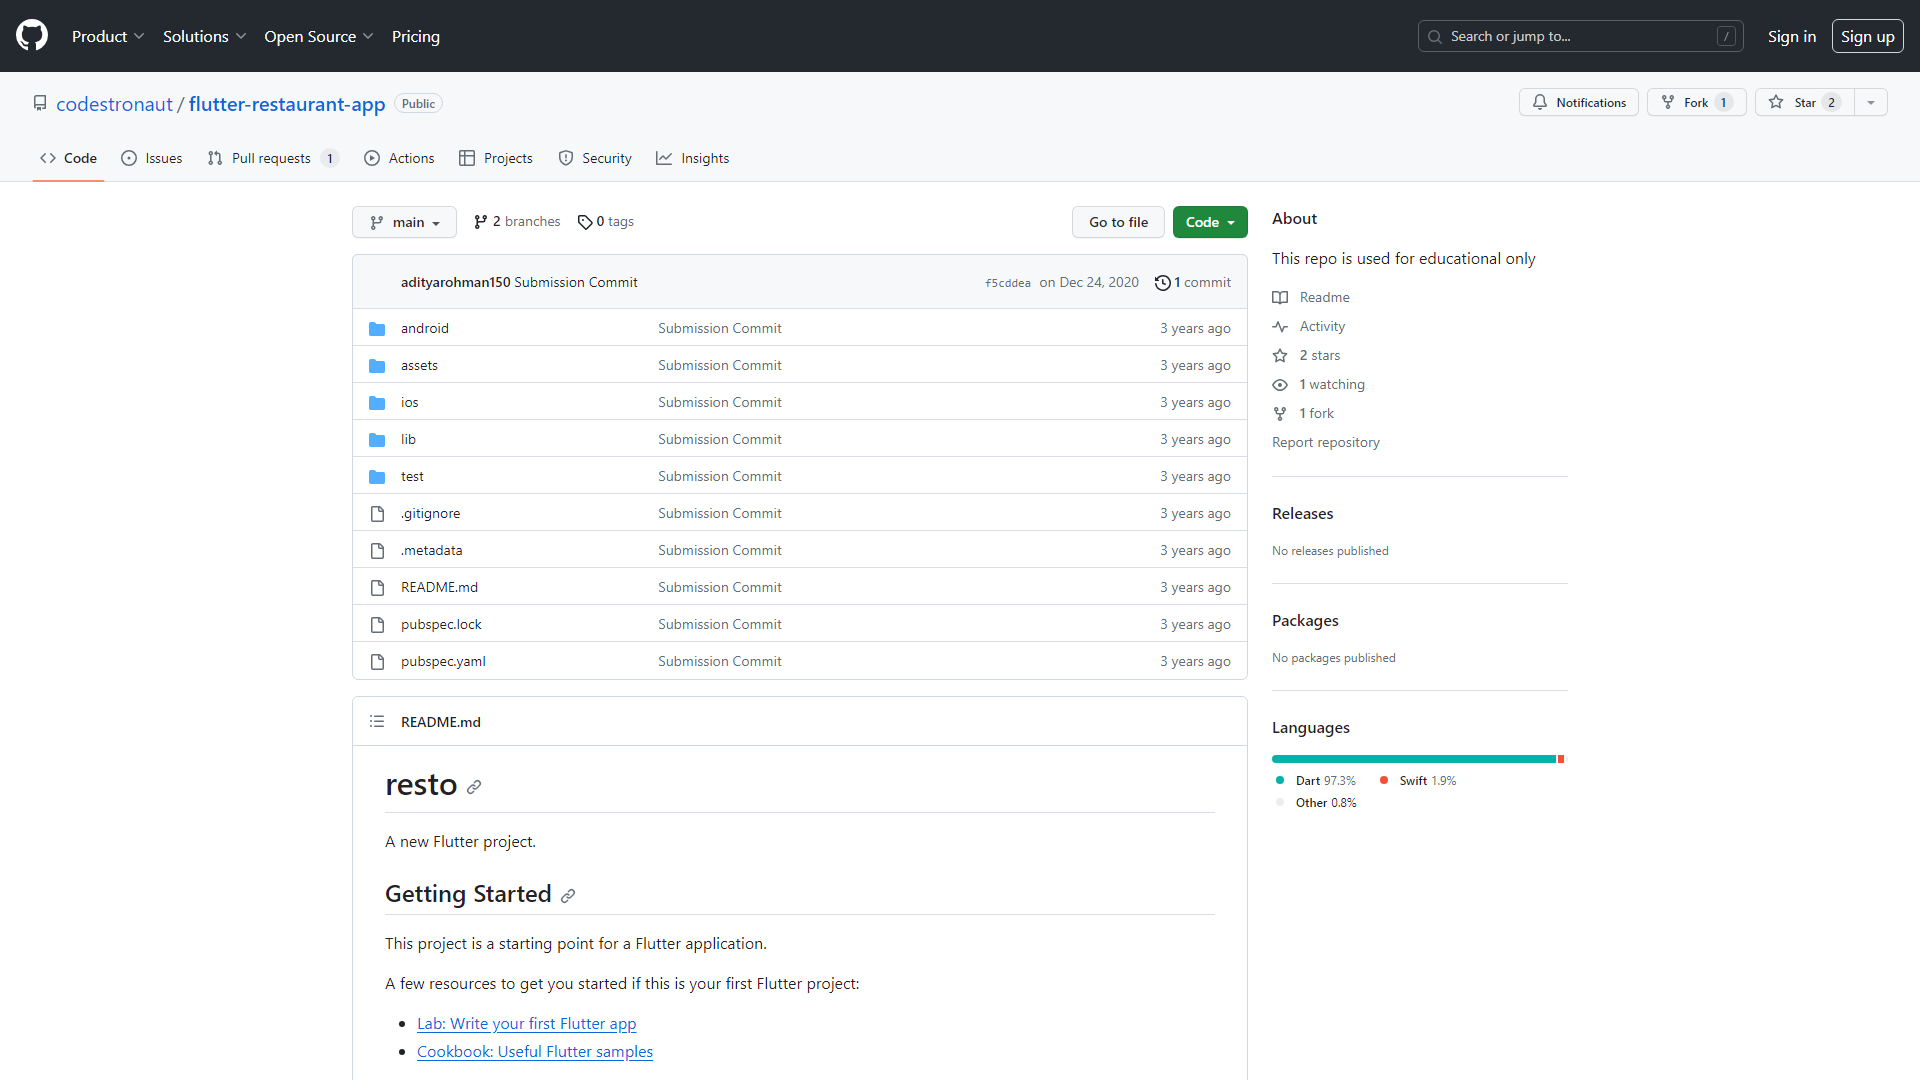 Product Solutions Open Source Pricing Search or jump to... / Sign in Sign up
codestronaut / flutter-restaurant-app Public Notifications Fork 1 Star 2
Code Issues Pull requests 1 Actions Projects Security Insights
main 2 branches 0 tags Go to file Code
adityarohman150 Submission Commit f5cddea on Dec 24, 2020 1 commit
android Submission Commit 3 years ago
assets Submission Commit 3 years ago
ios Submission Commit 3 years ago
lib Submission Commit 3 years ago
test Submission Commit 3 years ago
.gitignore Submission Commit 3 years ago
.metadata Submission Commit 3 years ago
README.md Submission Commit 3 years ago
pubspec.lock Submission Commit 3 years ago
pubspec.yaml Submission Commit 3 years ago
README.md
resto
A new Flutter project.
Getting Started
This project is a starting point for a Flutter application.
A few resources to get you started if this is your first Flutter project:
Lab: Write your first Flutter app
Cookbook: Useful Flutter samples
About
This repo is used for educational only
Readme
Activity
2 stars
1 watching
1 fork
Report repository
Releases
No releases published
Packages
No packages published
Languages
Dart 97.3% Swift 1.9%
Other 0.8%